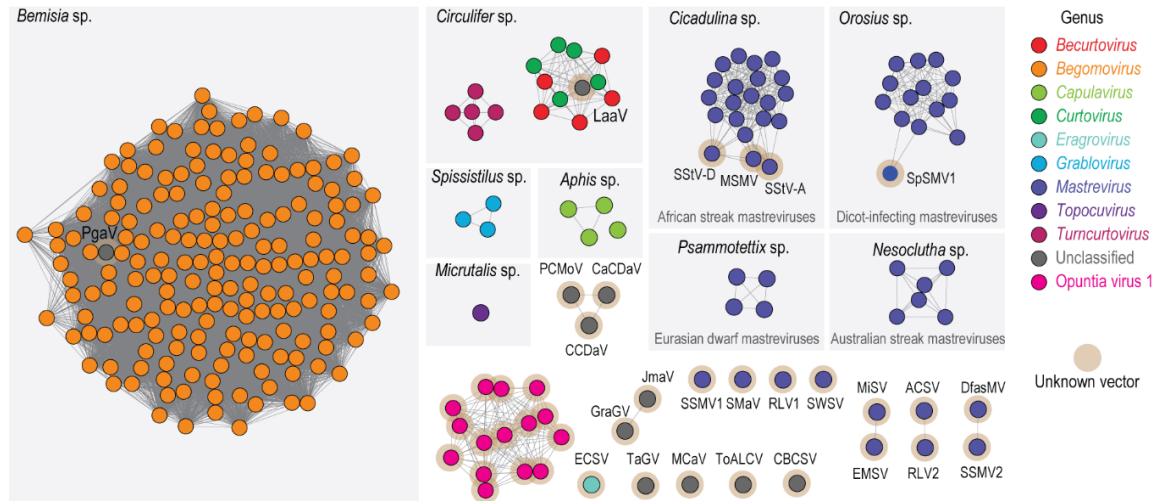 Bemisia sp.
PgaV
Circulifer sp.
LaaV
Cicadulina sp.
SStV-D
MSMV
SStV-A
African streak mastreviruses
Orosius sp.
SpSMV1
Dicot-infecting mastreviruses
Spissistilus sp.
Aphis sp.
Micrutalis sp.
PCMoV CaCDaV
CCDaV
Psammotettix sp.
Eurasian dwarf mastreviruses
Nesoclutha sp.
Australian streak mastreviruses
JmaV
GraGV
SSMV1 SMaV RLV1 SWSV
MiSV ACSV DfasMV
EMSV RLV2 SSMV2
ECSV TaGV MCaV ToALCV CBCSV
Genus
Becurtovirus
Begomovirus
Capulavirus
Curtovirus
Eragrovirus
Grablovirus
Mastrevirus
Topocuvirus
Turncurtovirus
Unclassified
Opuntia virus 1
Unknown vector